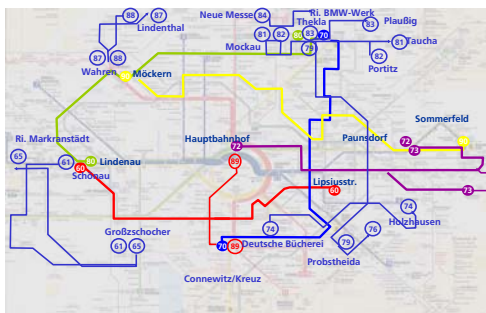 88 87
Lindenthal
87 88
Wahren
Möckern
Neue Messe 84
Ri. BMW-Werk
Thekla
83 Plaußig
81 82 80 83 70
Mockau 79
81 Taucha
82
Portitz
Sommerfeld
Paunsdorf
72
73
Hauptbahnhof
72
89
Ri. Markranstädt
65
61 80 Lindenau
60
Schönau
73
Lipsiusstr.
60
74
Holzhausen
Großzschocher
61 65
74
Deutsche Bücherei
70 89
76
79
Probstheida
Connewitz/Kreuz